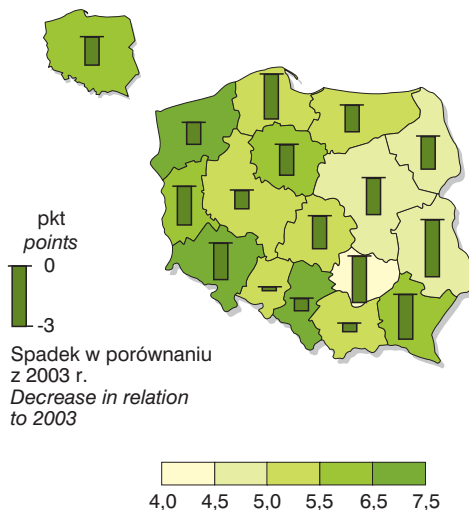 pkt
points
0
-3
Spadek w porównaniu
z 2003 r.
Decrease in relation
to 2003
4,0 4,5 5,0 5,5 6,5 7,5